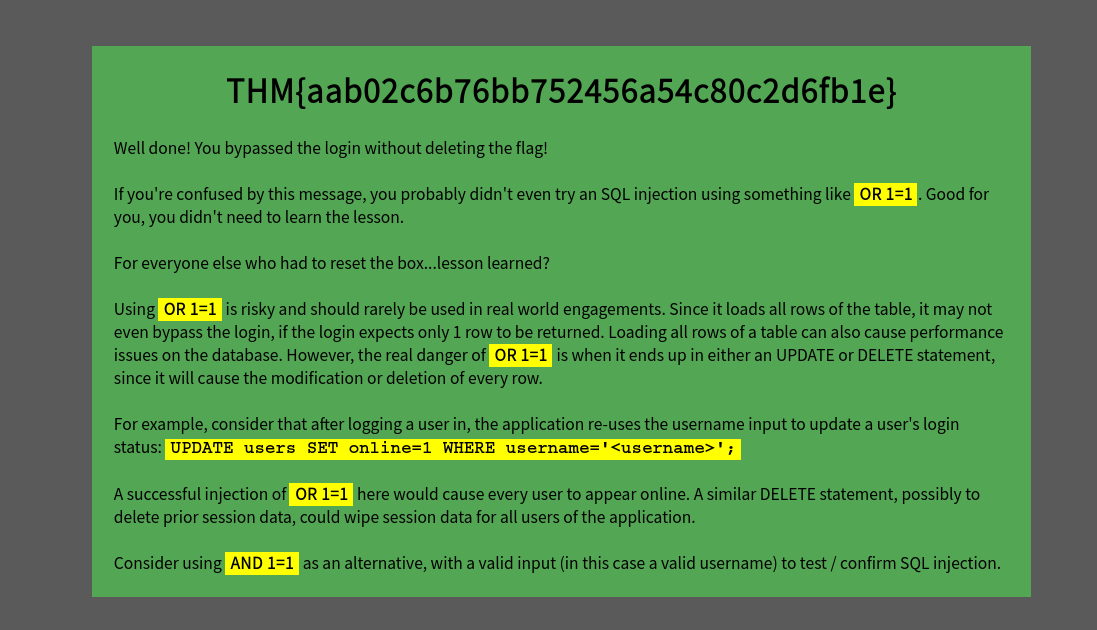 THM{aab02c6b76bb752456a54c80c2d6fb1e}
Well done! You bypassed the login without deleting the flag!
If you're confused by this message, you probably didn't even try an SQL injection using something like OR 1=1. Good for
you, you didn't need to learn the lesson.
For everyone else who had to reset the box...lesson learned?
Using OR 1=1 is risky and should rarely be used in real world engagements. Since it loads all rows of the table, it may not
even bypass the login, if the login expects only 1 row to be returned. Loading all rows of a table can also cause performance
issues on the database. However, the real danger of OR 1=1 is when it ends up in either an UPDATE or DELETE statement,
since it will cause the modification or deletion of every row.
For example, consider that after logging a user in, the application re-uses the username input to update a user's login
status: UPDATE users SET online=1 WHERE username='<username>';
A successful injection of OR 1=1 here would cause every user to appear online. A similar DELETE statement, possibly to
delete prior session data, could wipe session data for all users of the application.
Consider using AND 1=1 as an alternative, with a valid input (in this case a valid username) to test / confirm SQL injection.